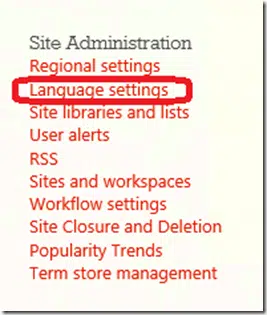 Site Administration
Regional settings
Language settings
Site libraries and lists
User alerts
RSS
Sites and workspaces
Workflow settings
Site Closure and Deletion
Popularity Trends
Term store management